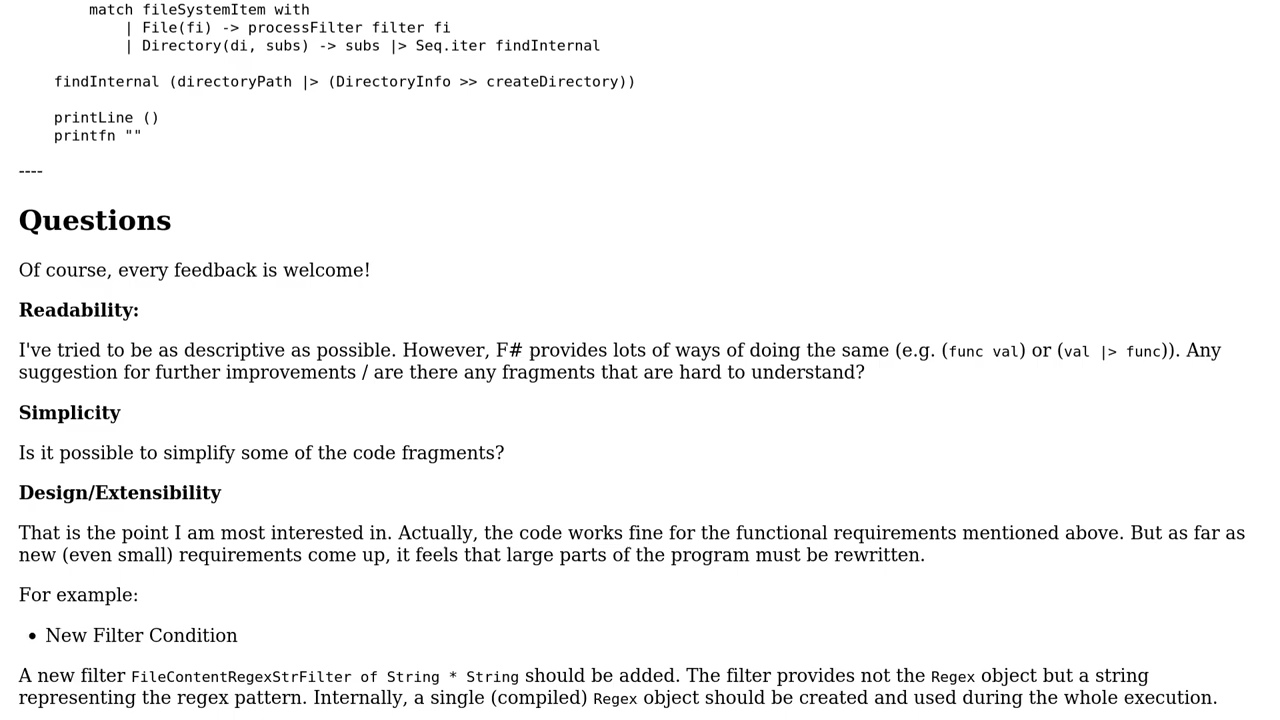 match fileSystemItem with
| File(fi) -> processFilter filter fi
| Directory(di, subs) -> subs |> Seq.iter findInternal
findInternal (directoryPath |> (DirectoryInfo >> createDirectory))
printLine ()
printfn ""
----
Questions
Of course, every feedback is welcome!
Readability:
I've tried to be as descriptive as possible. However, F# provides lots of ways of doing the same (e.g. (func val) or (val |> func)). Any
suggestion for further improvements / are there any fragments that are hard to understand?
Simplicity
Is it possible to simplify some of the code fragments?
Design/Extensibility
That is the point I am most interested in. Actually, the code works fine for the functional requirements mentioned above. But as far as
new (even small) requirements come up, it feels that large parts of the program must be rewritten.
For example:
• New Filter Condition
A new filter FileContentRegexStrFilter of String * String should be added. The filter provides not the Regex object but a string
representing the regex pattern. Internally, a single (compiled) Regex object should be created and used during the whole execution.